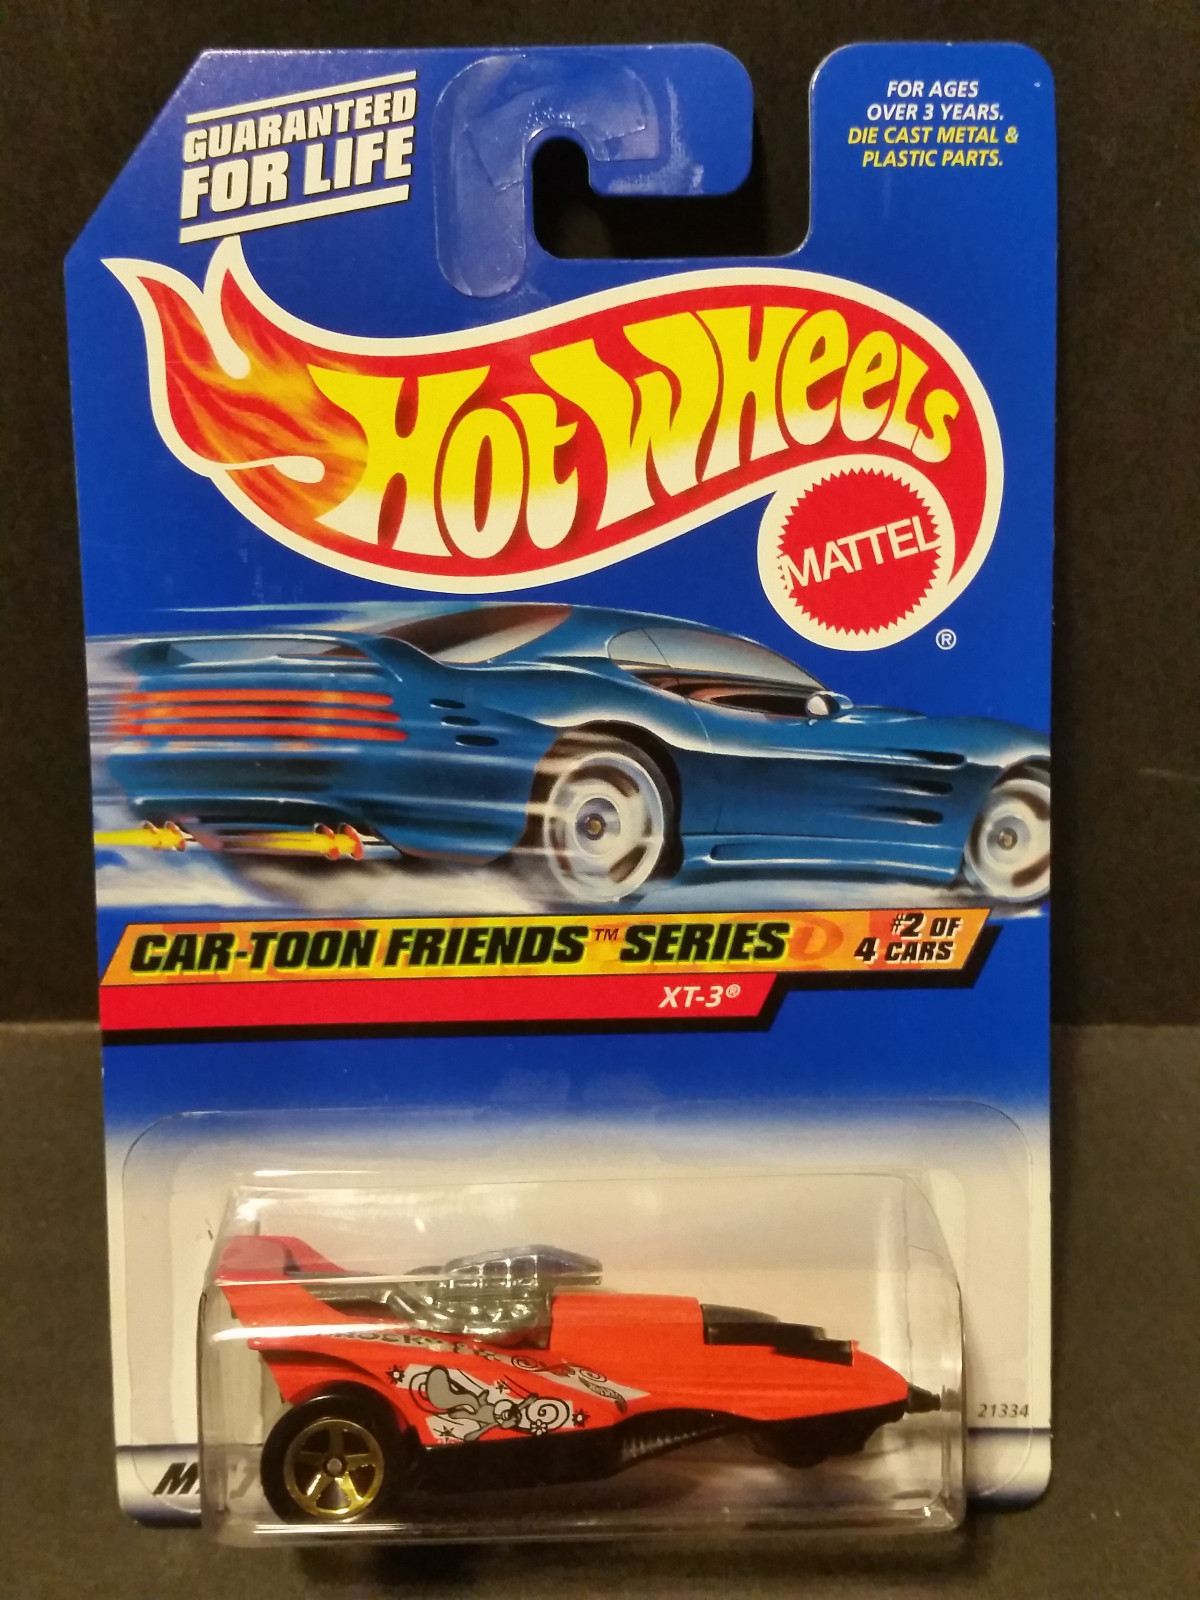 GUARANTEED
FOR LIFE
FOR AGES
OVER 3 YEARS.
DIE CAST METAL &
PLASTIC PARTS.
HOT WHEELS
MATTEL
®
CAR-TOON FRIENDS™ SERIES
#2 OF
4 CARS
XT-3®
21334